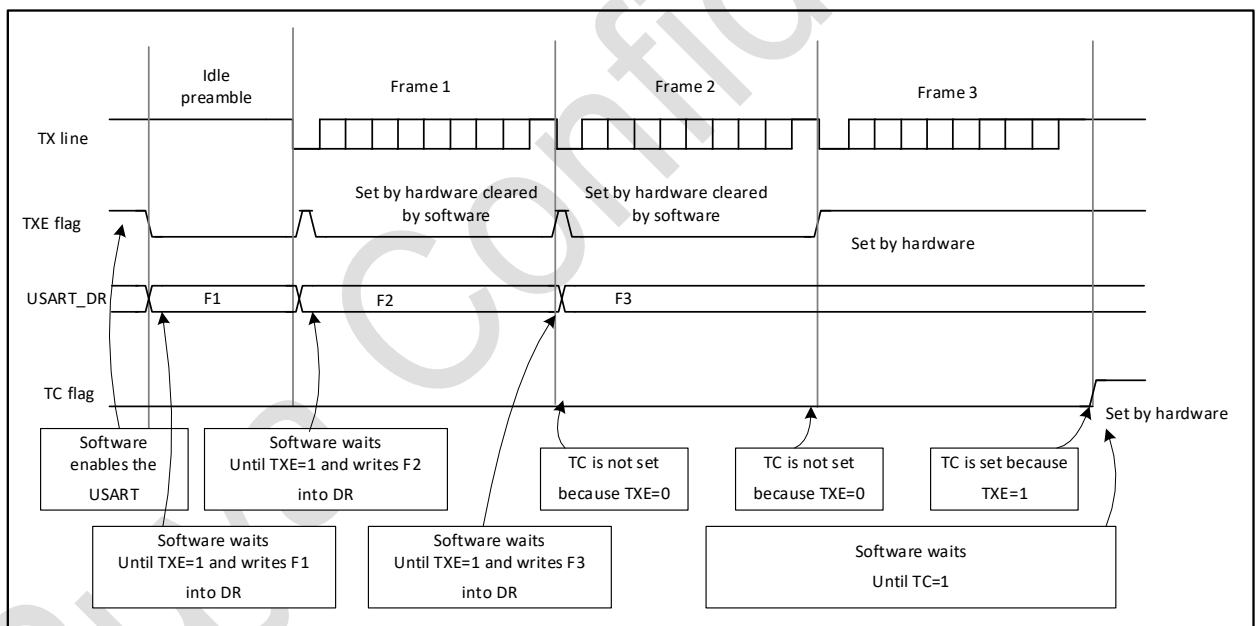 Idle
preamble
Frame 1
Frame 2
Frame 3
TX line
Set by hardware cleared
by software
Set by hardware cleared
by software
TXE flag
Set by hardware
USART_DR
F1
F2
F3
TC flag
Set by hardware
Software
enables the
USART
Software waits
Until TXE=1 and writes F2
into DR
TC is not set
because TXE=0
TC is not set
because TXE=0
TC is set because
TXE=1
Software waits
Until TXE=1 and writes F1
into DR
Software waits
Until TXE=1 and writes F3
into DR
Software waits
Until TC=1